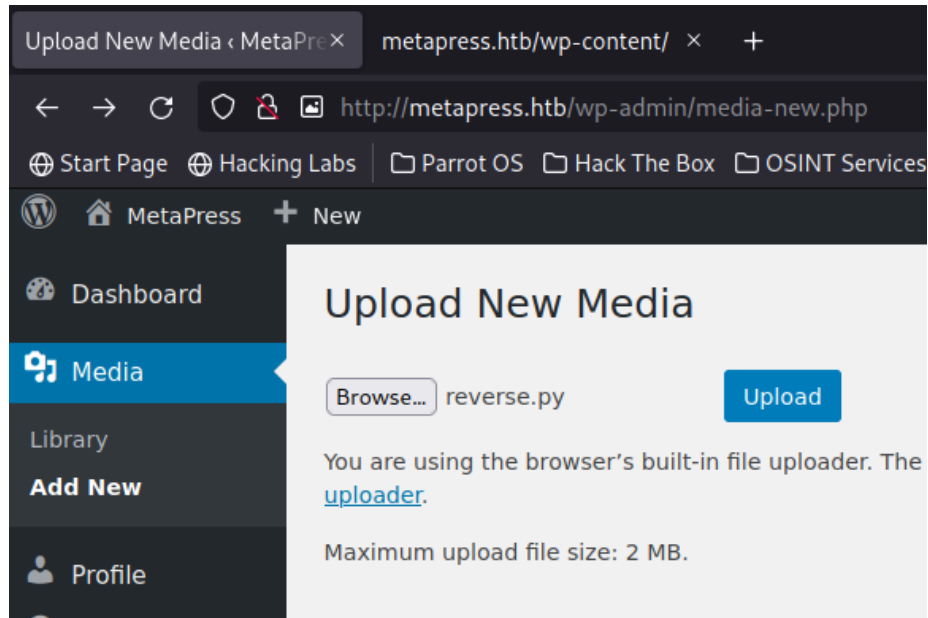 Upload New Media ‹ MetaPre
metapress.htb/wp-content/
http://metapress.htb/wp-admin/media-new.php
Start Page Hacking Labs Parrot OS Hack The Box OSINT Services
MetaPress New
Dashboard
Upload New Media
Media
Browse... reverse.py Upload
Library
You are using the browser’s built-in file uploader. The
Add New
uploader.
Maximum upload file size: 2 MB.
Profile